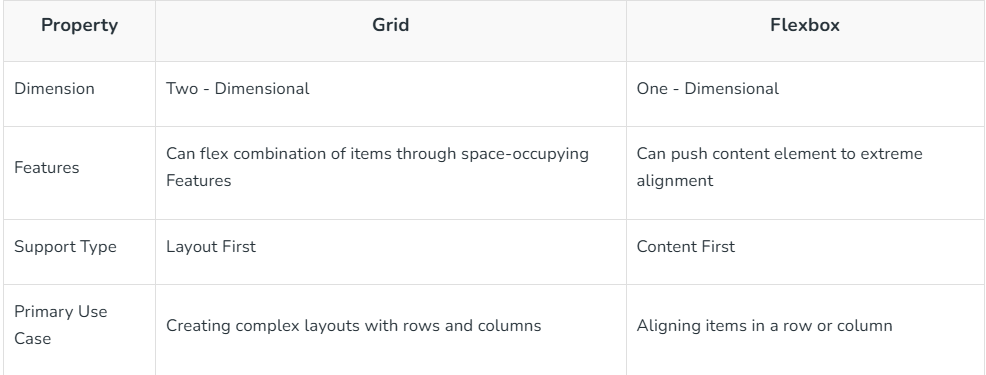 Property Grid Flexbox
Dimension Two - Dimensional One - Dimensional
Features Can flex combination of items through space-occupying Features Can push content element to extreme alignment
Support Type Layout First Content First
Primary Use Case Creating complex layouts with rows and columns Aligning items in a row or column